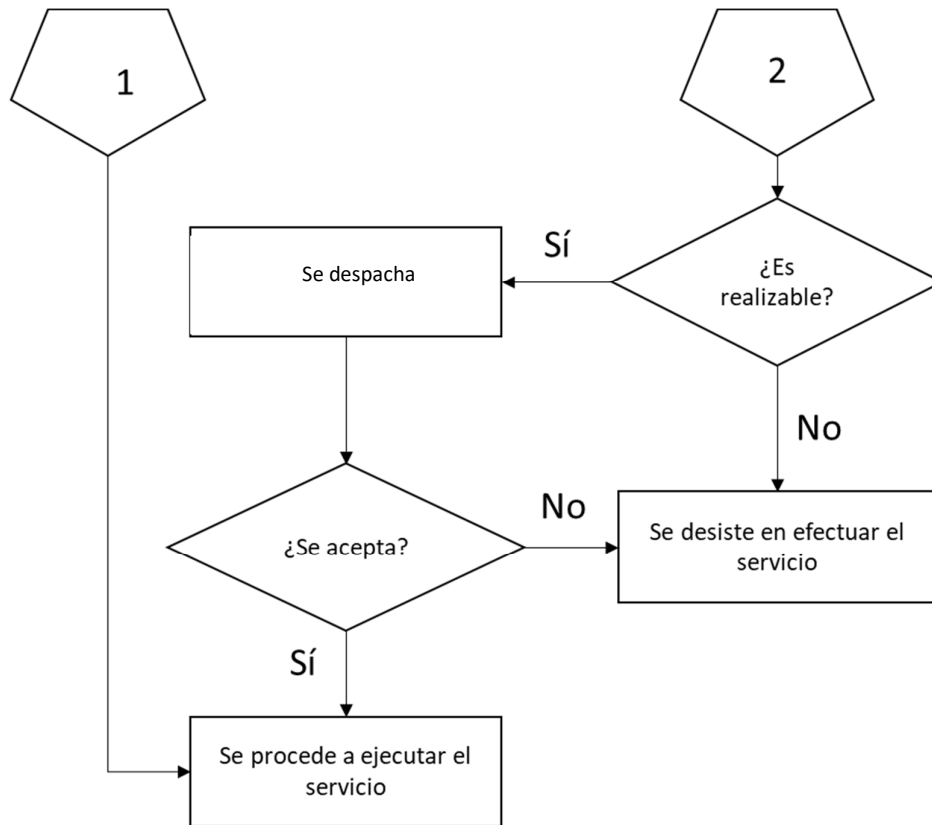 1
2
¿Es
realizable?
Sí
Se despacha
No
¿Se acepta?
No
Se desiste en efectuar el
servicio
Sí
Se procede a ejecutar el
servicio